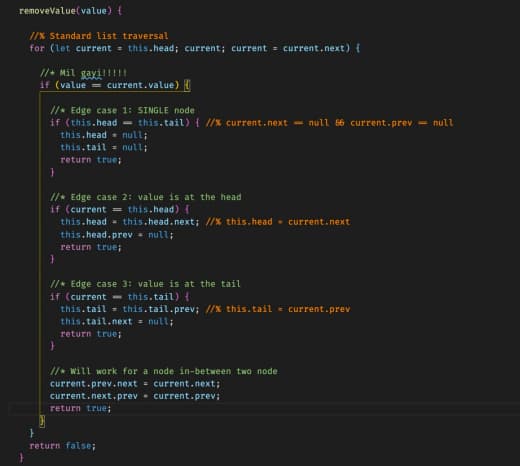 removeValue(value) {
//% Standard list traversal
for (let current = this.head; current; current = current.next) {
//* Mil gayi!!!!!
if (value == current.value) {
//* Edge case 1: SINGLE node
if (this.head == this.tail) { //% current.next == null && current.prev == null
this.head = null;
this.tail = null;
return true;
}
//* Edge case 2: value is at the head
if (current == this.head) {
this.head = this.head.next; //% this.head = current.next
this.head.prev = null;
return true;
}
//* Edge case 3: value is at the tail
if (current == this.tail) {
this.tail = this.tail.prev; //% this.tail = current.prev
this.tail.next = null;
return true;
}
//* Will work for a node in-between two node
current.prev.next = current.next;
current.next.prev = current.prev;
return true;
}
}
return false;
}